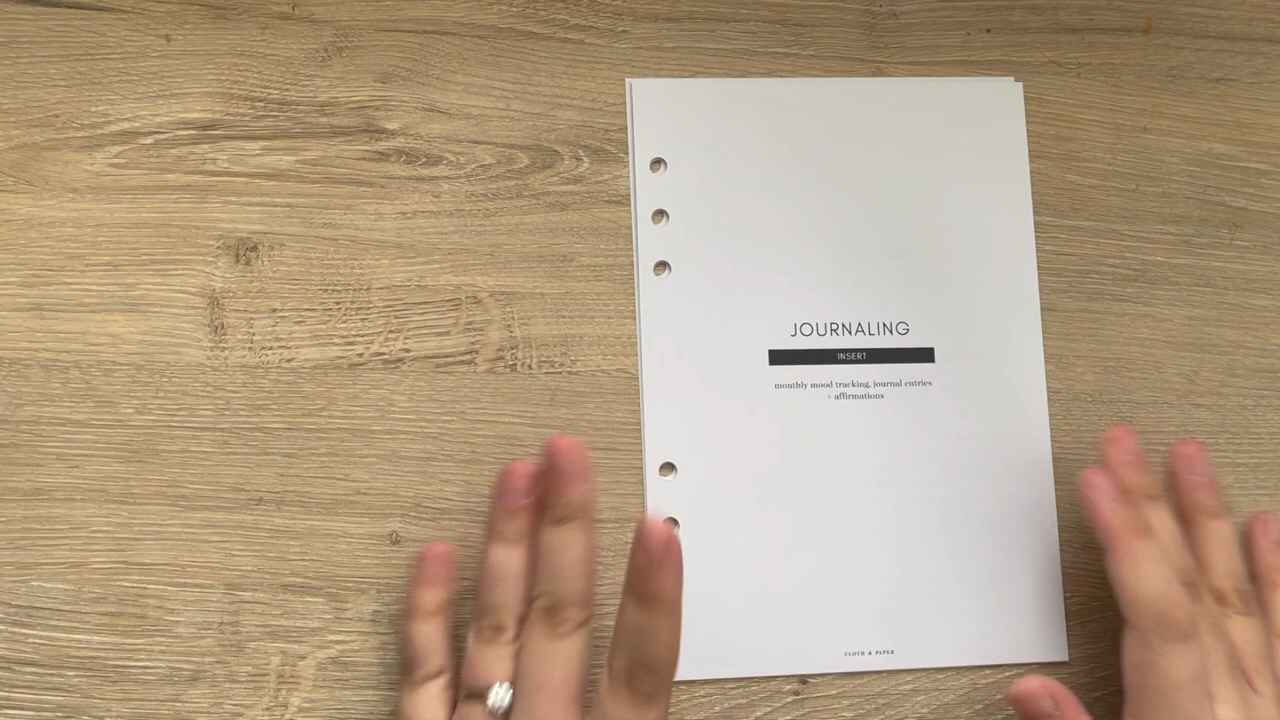 JOURNALING
INSERT
monthly mood tracking, journal entries
+ affirmations
CLOTH & PAPER